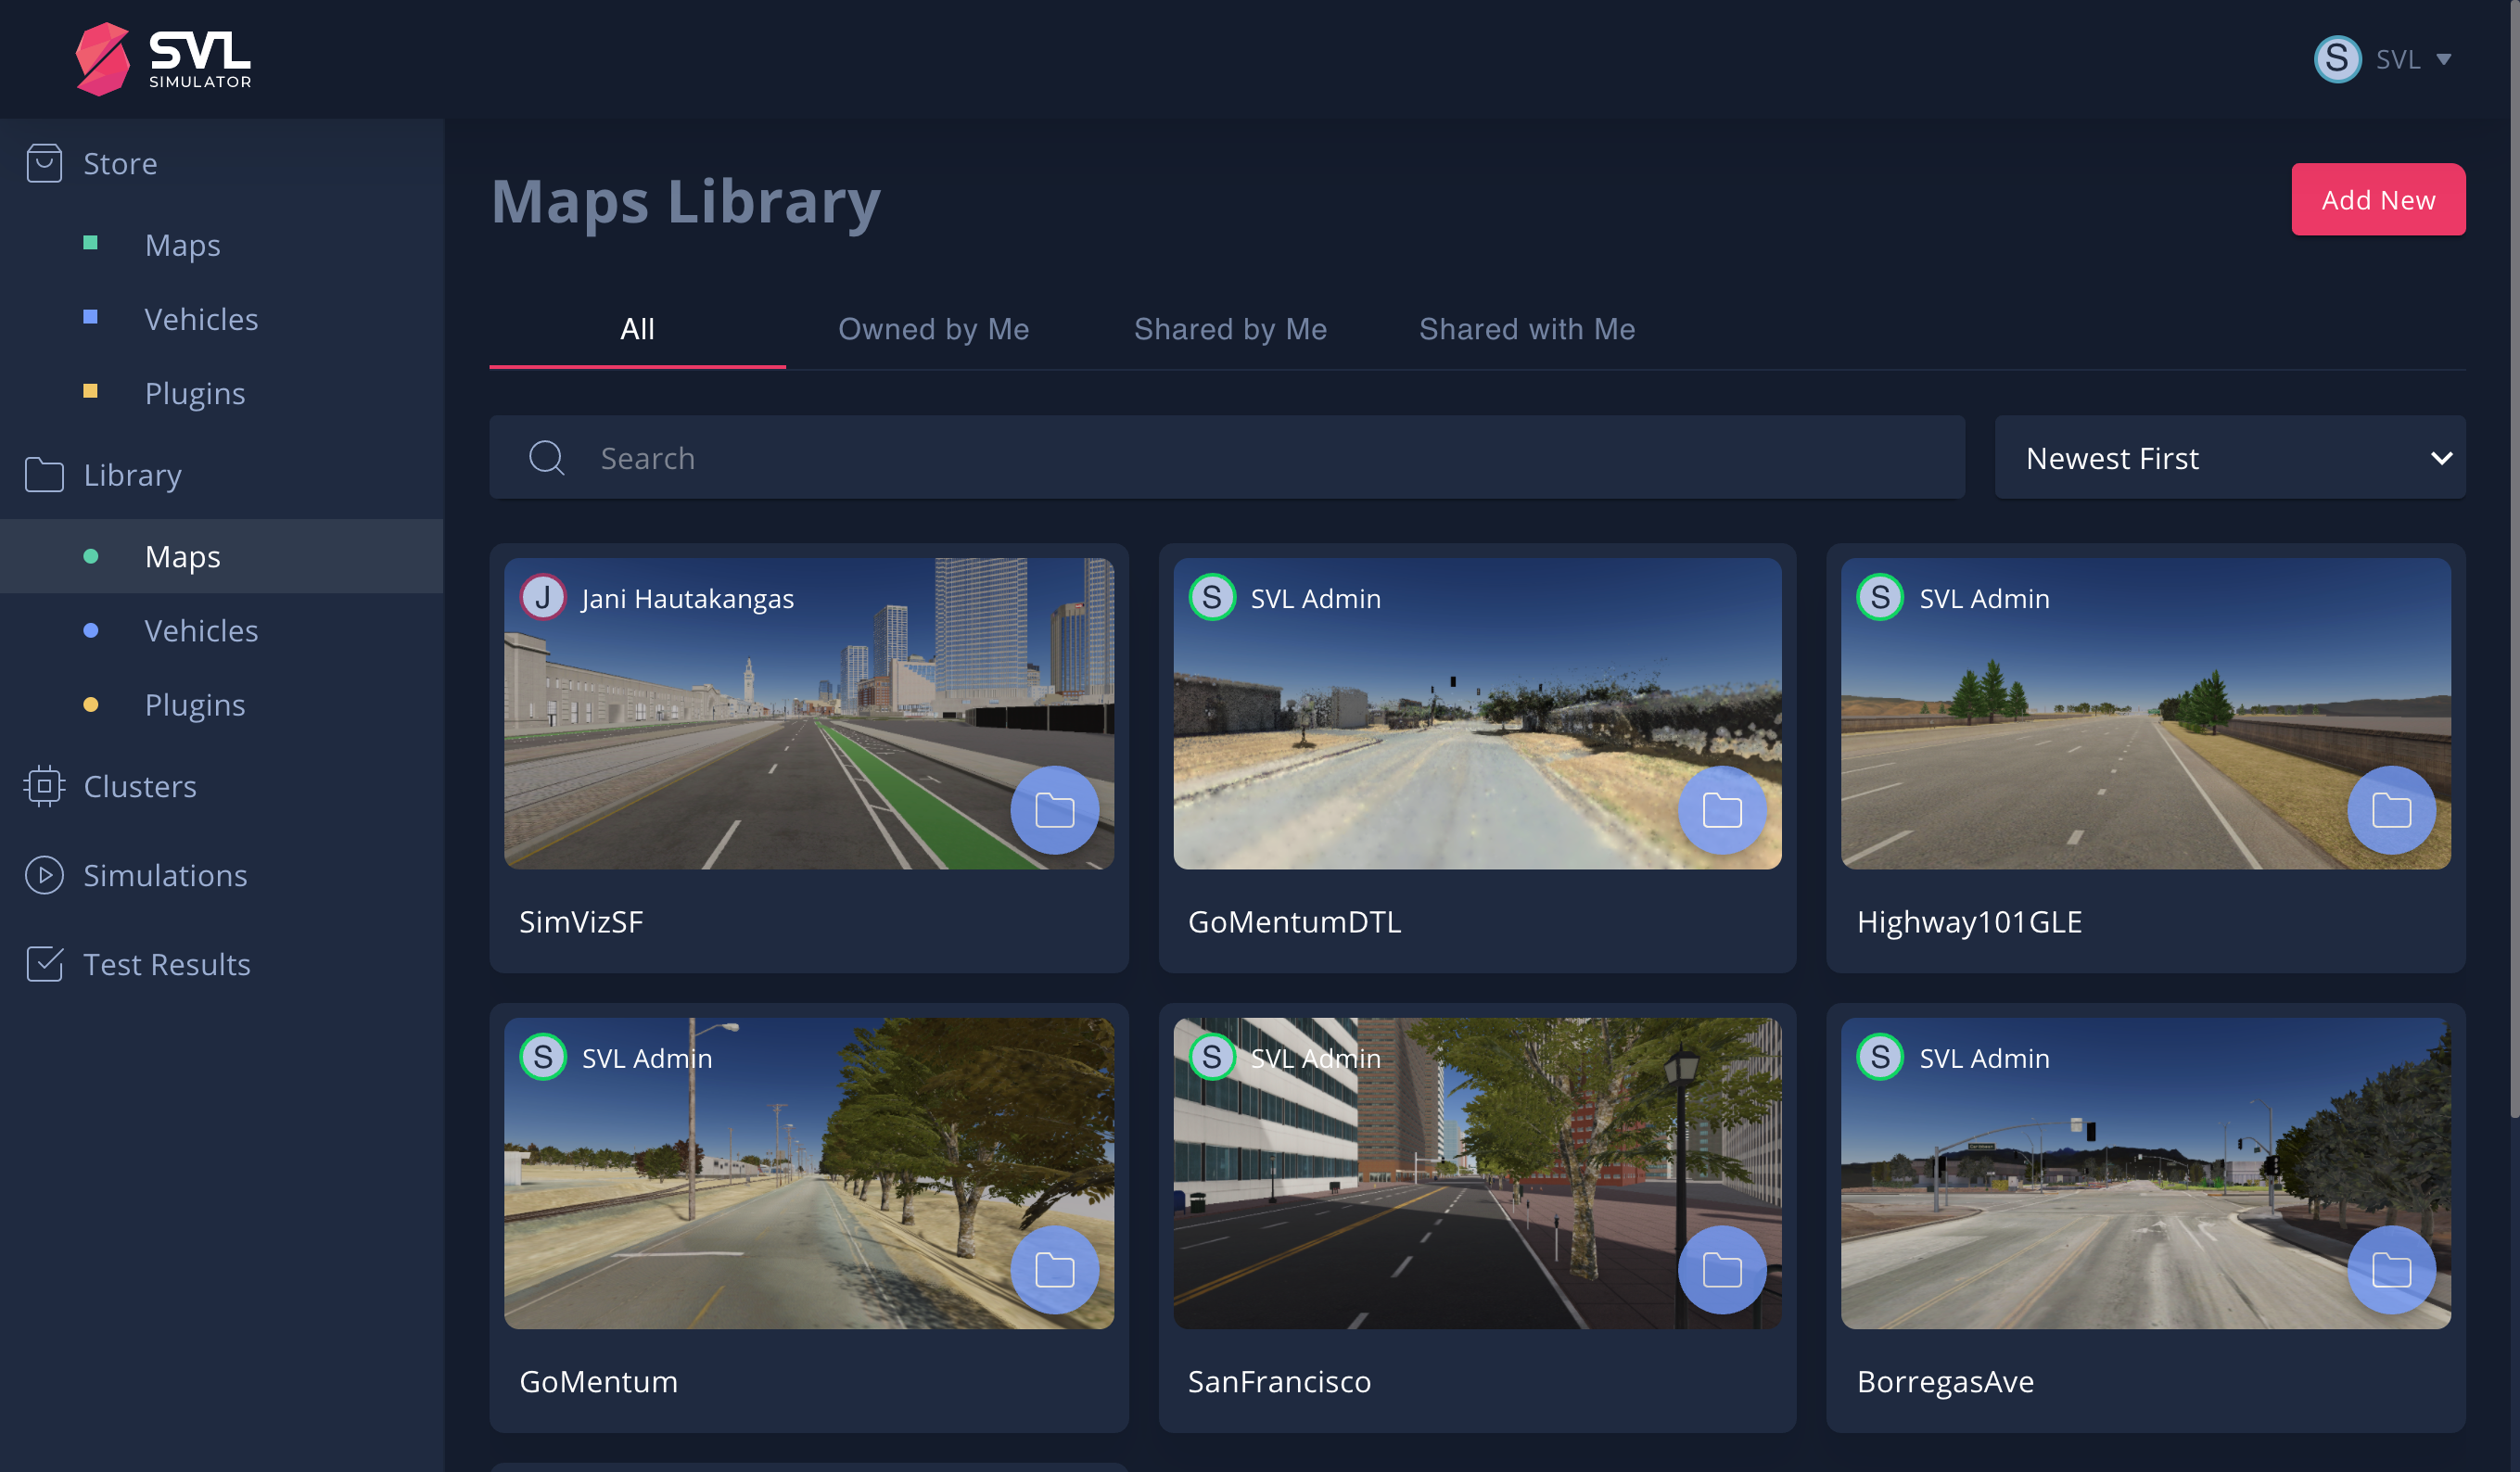 SVL
SIMULATOR
S SVL
Store
Maps
Vehicles
Plugins
Library
Maps
Vehicles
Plugins
Clusters
Simulations
Test Results
Maps Library
Add New
All
Owned by Me
Shared by Me
Shared with Me
Search
Newest First
J Jani Hautakangas
SimVizSF
S SVL Admin
GoMentumDTL
S SVL Admin
Highway101GLE
S SVL Admin
GoMentum
S SVL Admin
SanFrancisco
S SVL Admin
BorregasAve